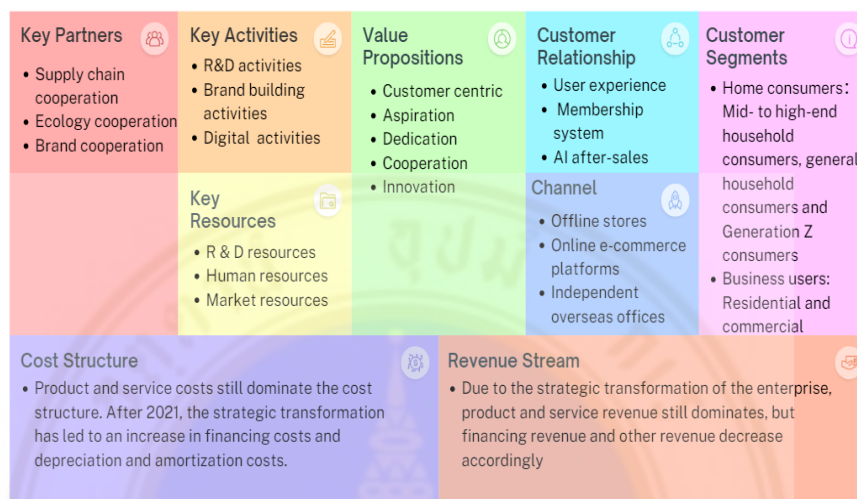 Key Partners
• Supply chain
cooperation
• Ecology cooperation
• Brand cooperation
Key Activities
• R&D activities
• Brand building
activities
• Digital activities
Key
Resources
• R & D resources
• Human resources
• Market resources
Value
Propositions
• Customer centric
• Aspiration
• Dedication
• Cooperation
• Innovation
Customer
Relationship
• User experience
• Membership
system
• AI after-sales
Channel
• Offline stores
• Online e-commerce
platforms
• Independent
overseas offices
Customer
Segments
• Home consumers：
Mid- to high-end
household
consumers, general
household
consumers and
Generation Z
consumers
• Business users:
Residential and
commercial
Cost Structure
• Product and service costs still dominate the cost
structure. After 2021, the strategic transformation
has led to an increase in financing costs and
depreciation and amortization costs.
Revenue Stream
• Due to the strategic transformation of the enterprise,
product and service revenue still dominates, but
financing revenue and other revenue decrease
accordingly